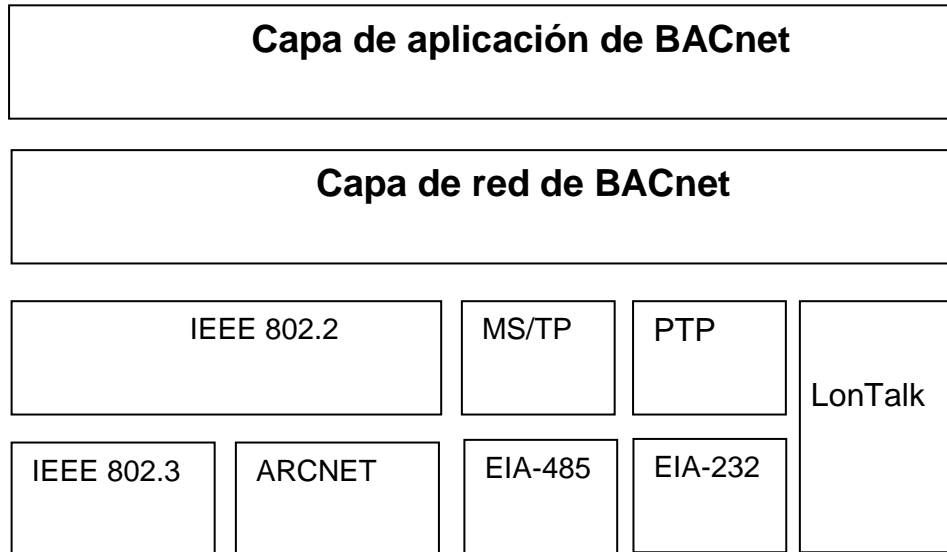 Capa de aplicación de BACnet
Capa de red de BACnet
IEEE 802.2
MS/TP
PTP
LonTalk
IEEE 802.3
ARCNET
EIA-485
EIA-232